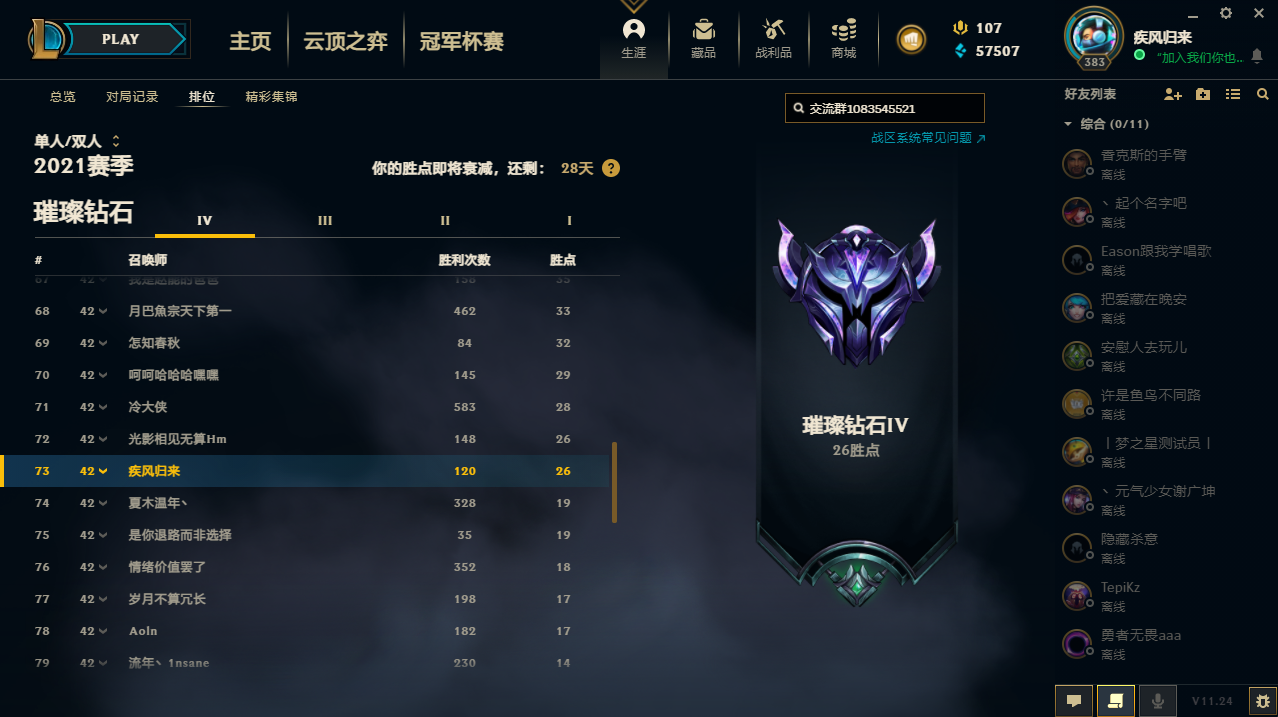 PLAY
主页
云顶之弈
冠军杯赛
生涯
藏品
战利品
商城
107
57507
383
疾风归来
“加入我们你也...
总览
对局记录
排位
精彩集锦
交流群1083545521
战区系统常见问题
单人/双人
2021赛季
你的胜点即将衰减，还剩： 28天 ?
璀璨钻石 IV III II I
# 召唤师 胜利次数 胜点
67 42 158 35
68 42 月巴魚宗天下第一 462 33
69 42 怎知春秋 84 32
70 42 呵呵哈哈哈嘿嘿 145 29
71 42 冷大侠 583 28
72 42 光影相见无算Hm 148 26
73 42 疾风归来 120 26
74 42 夏木温年丶 328 19
75 42 是你退路而非选择 35 19
76 42 情绪价值罢了 352 18
77 42 岁月不算冗长 198 17
78 42 Aoln 182 17
79 42 流年丶1nsane 230 14
璀璨钻石IV
26胜点
好友列表
综合 (0/11)
香克斯的手臂
离线
丶起个名字吧
离线
Eason跟我学唱歌
离线
把爱藏在晚安
离线
安慰人去玩儿
离线
许是鱼鸟不同路
离线
丨梦之星测试员丨
离线
丶元气少女谢广坤
离线
隐藏杀意
离线
TepiKz
离线
勇者无畏aaa
离线
V11.24